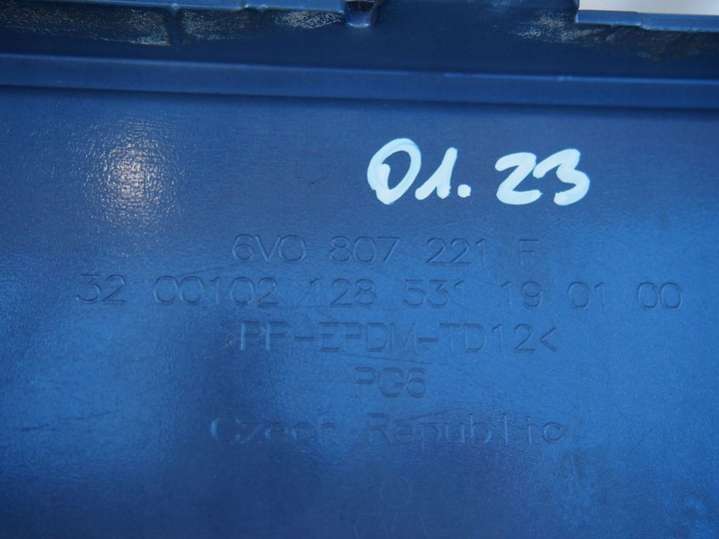 01.23
6V0 807 221 F
32 00102 128 531 19 01 00
>PP-EPDM-TD12<
PG6
Czech Republic